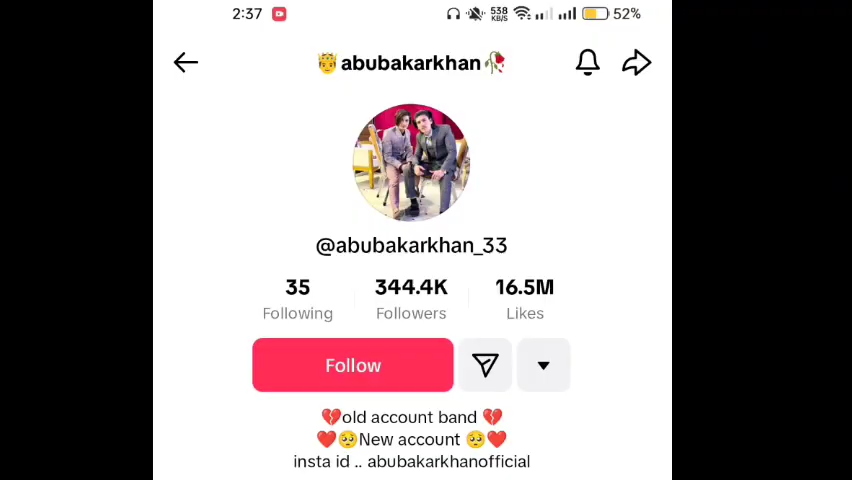 2:37 538 KB/S 52%
🤴abubakarkhan🥀
@abubakarkhan_33
35 344.4K 16.5M
Following Followers Likes
Follow
💔old account band 💔
❤️🥺New account 🥺❤️
insta id .. abubakarkhanofficial